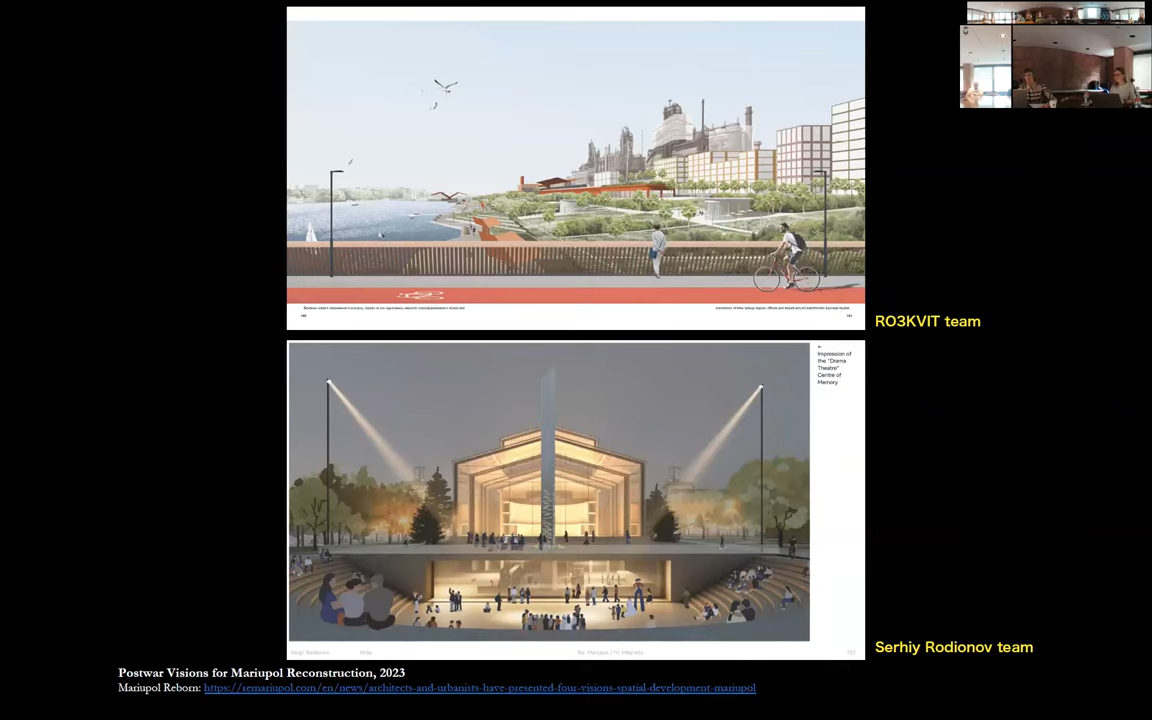 RO3KVIT team
←
Impression of
the "Drama
Theatre"
Centre of
Memory
Serhiy Rodionov team
Postwar Visions for Mariupol Reconstruction, 2023
Mariupol Reborn: https://remariupol.com/en/news/architects-and-urbanists-have-presented-four-visions-spatial-development-mariupol